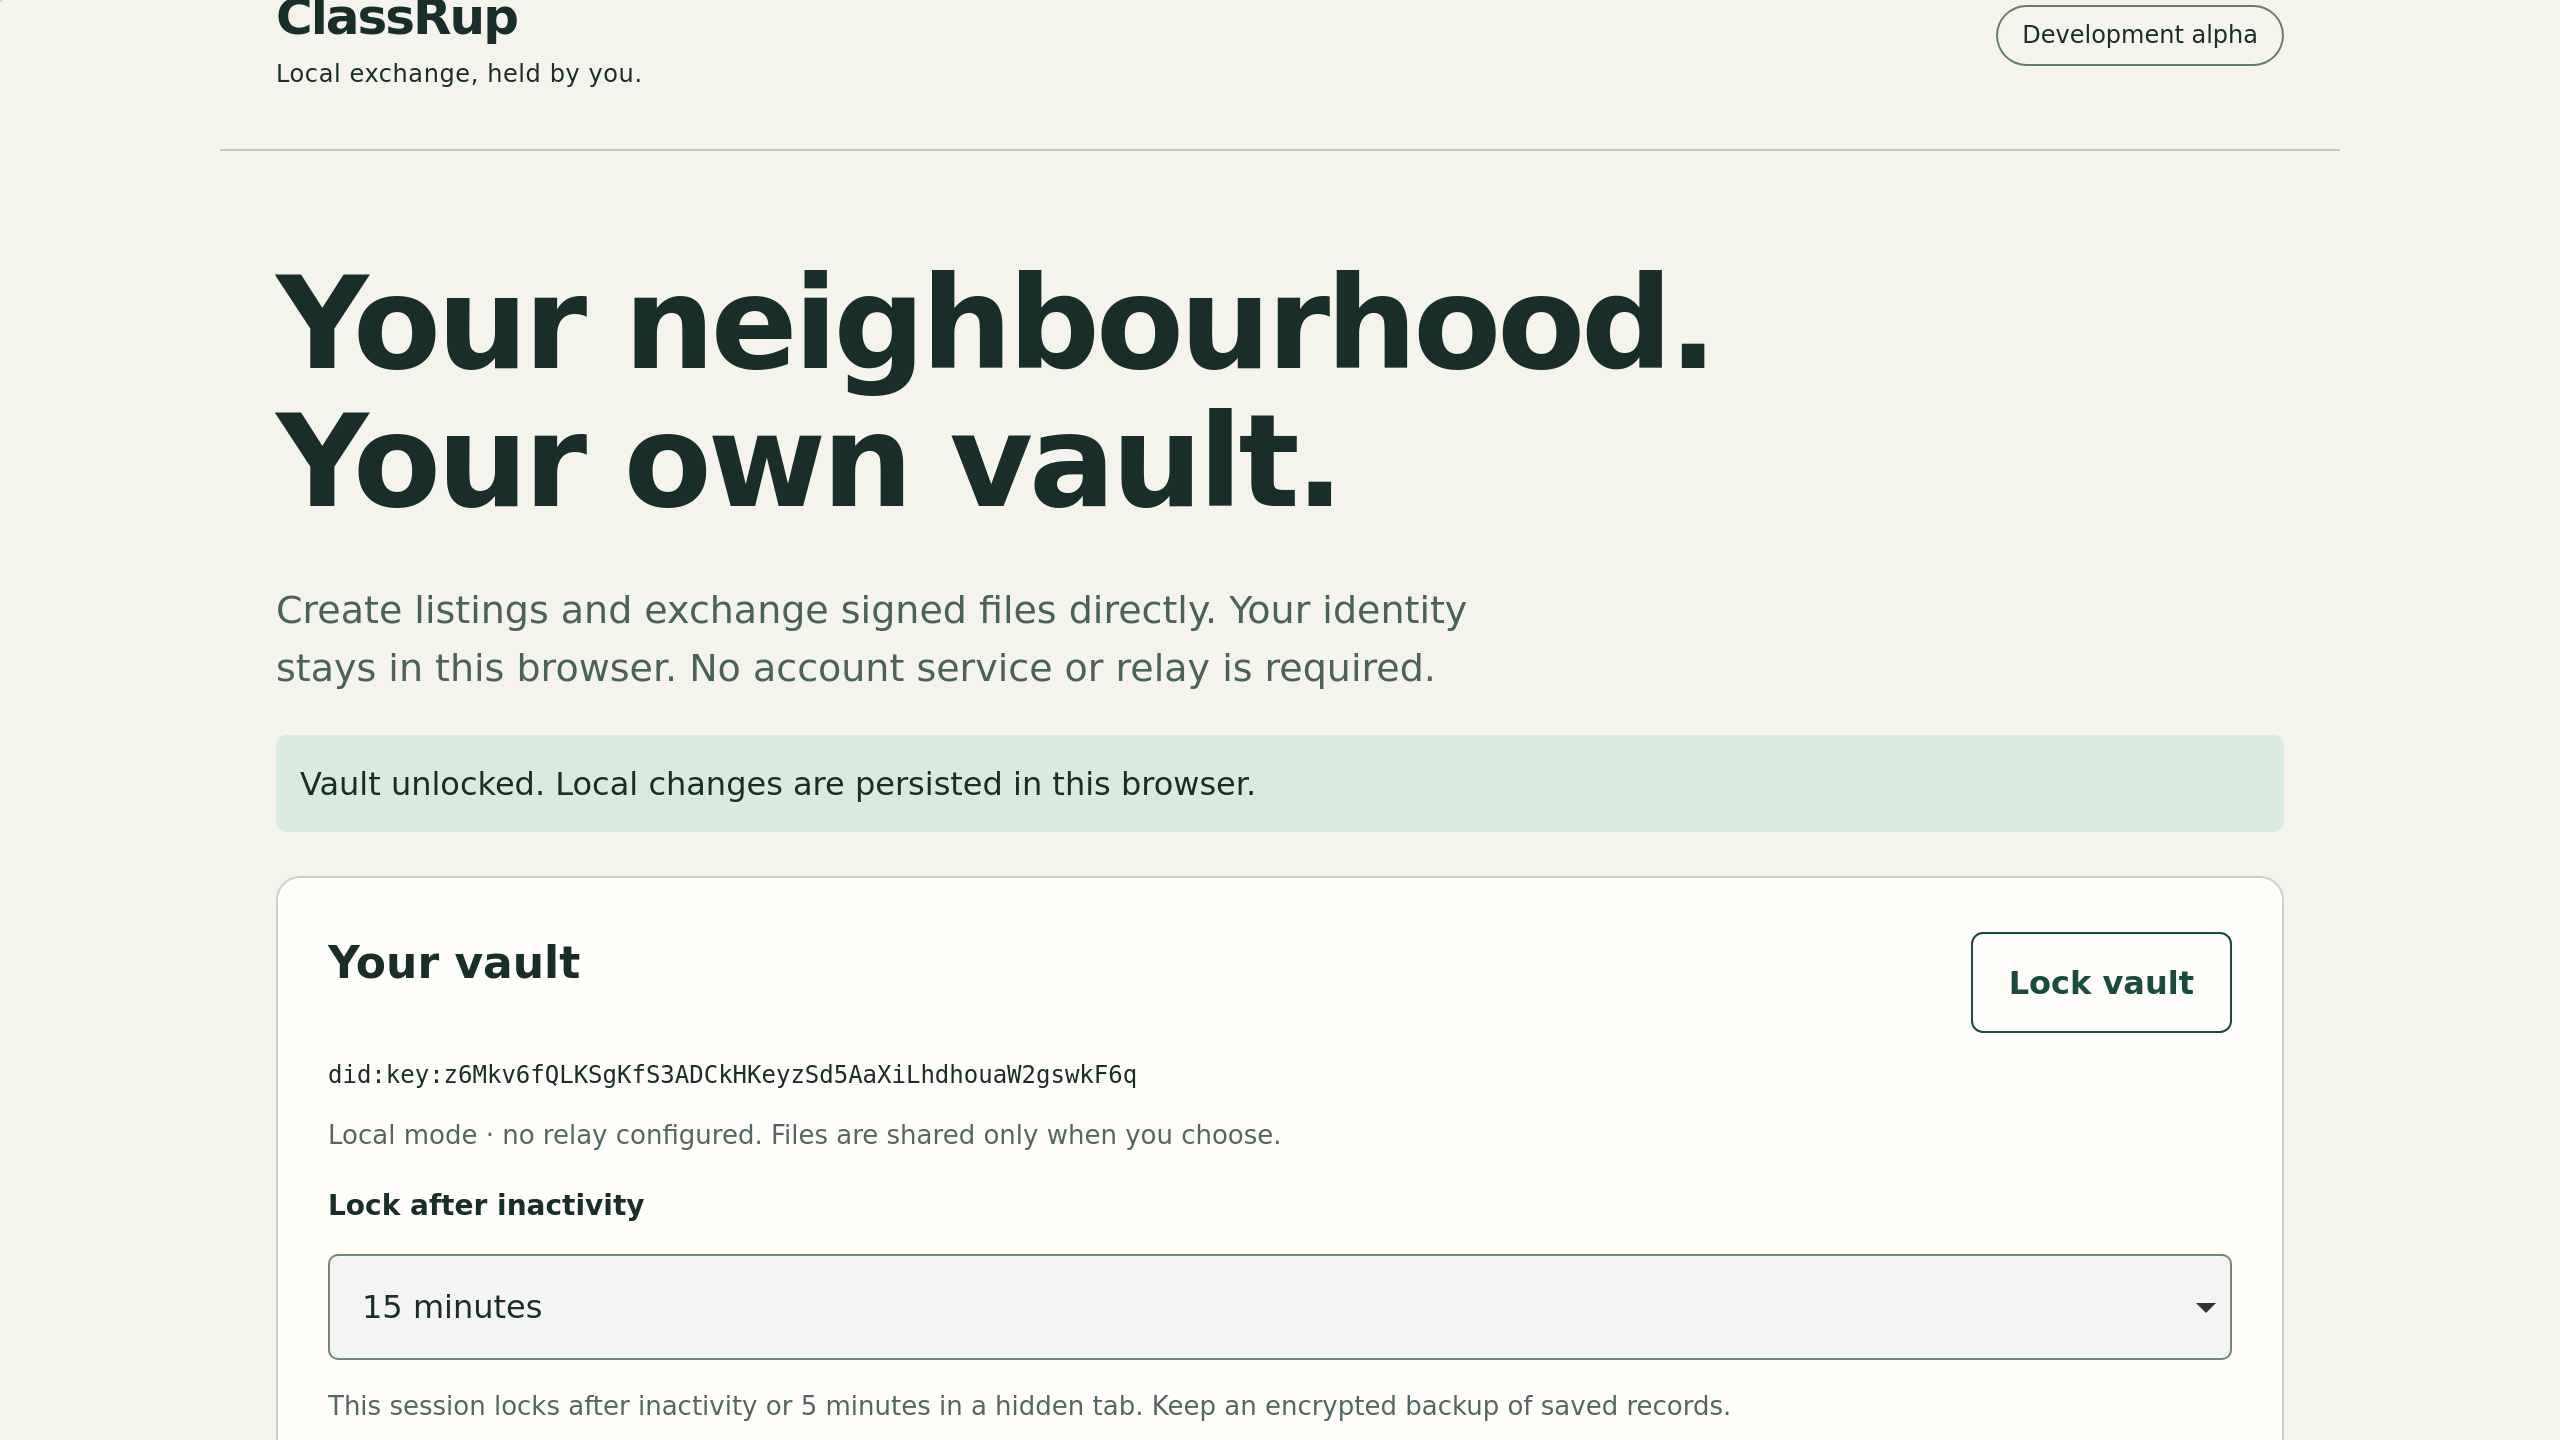 ClassRup
Local exchange, held by you.
Development alpha
Your neighbourhood.
Your own vault.
Create listings and exchange signed files directly. Your identity
stays in this browser. No account service or relay is required.
Vault unlocked. Local changes are persisted in this browser.
Your vault
Lock vault
did:key:z6Mkv6fQLKSgKfS3ADCkHKeyzSd5AaXiLhdhouaW2gswkF6q
Local mode · no relay configured. Files are shared only when you choose.
Lock after inactivity
15 minutes
This session locks after inactivity or 5 minutes in a hidden tab. Keep an encrypted backup of saved records.